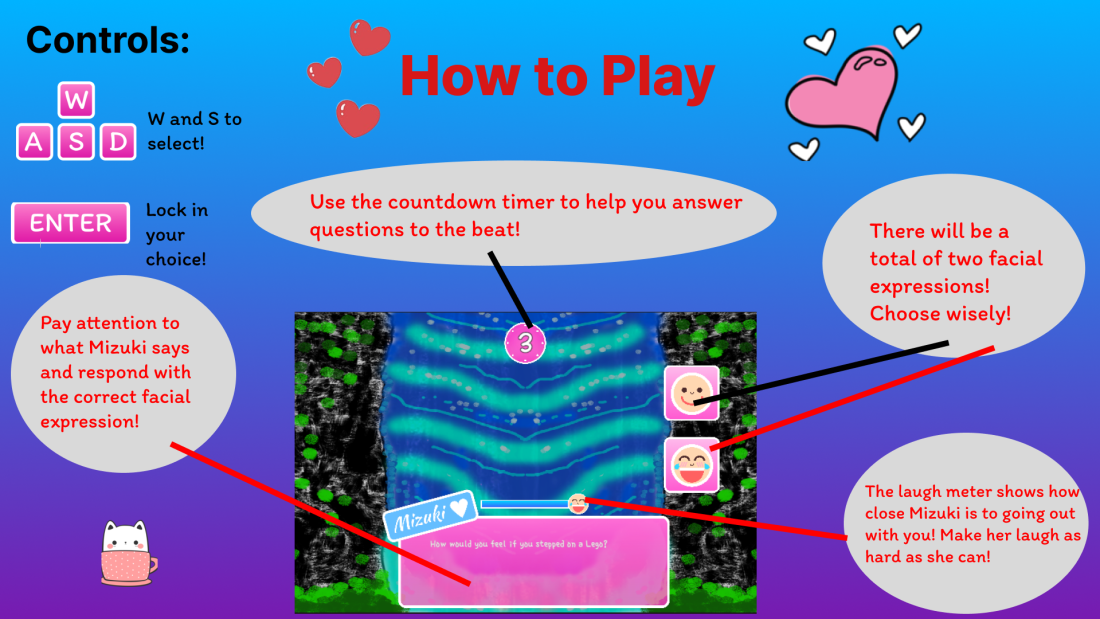 Controls:
How to Play
W
A S D
W and S to
select!
ENTER
Lock in
your
choice!
Use the countdown timer to help you answer
questions to the beat!
There will be a
total of two facial
expressions!
Choose wisely!
Pay attention to
what Mizuki says
and respond with
the correct facial
expression!
3
Mizuki
How would you feel if you stepped on a Lego?
The laugh meter shows how
close Mizuki is to going out
with you! Make her laugh as
hard as she can!